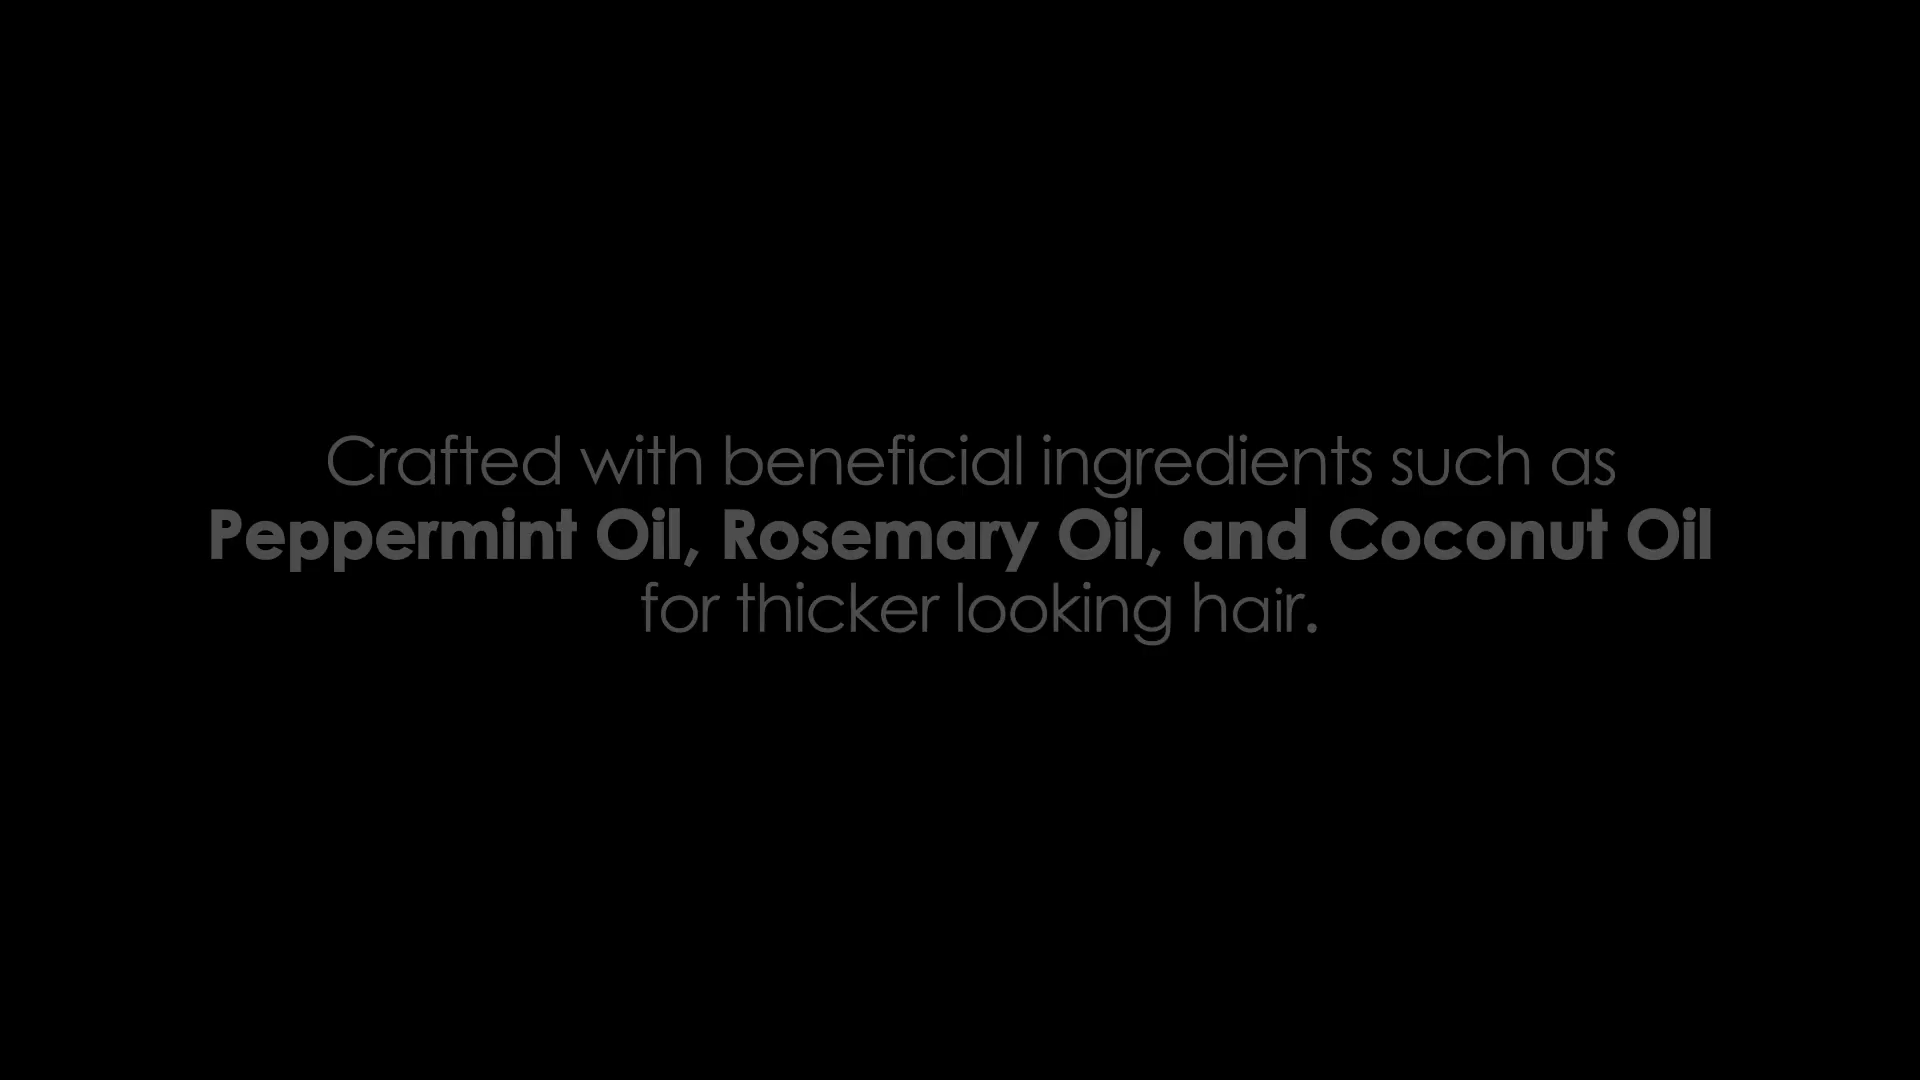 Crafted with beneficial ingredients such as
Peppermint Oil, Rosemary Oil, and Coconut Oil
for thicker looking hair.